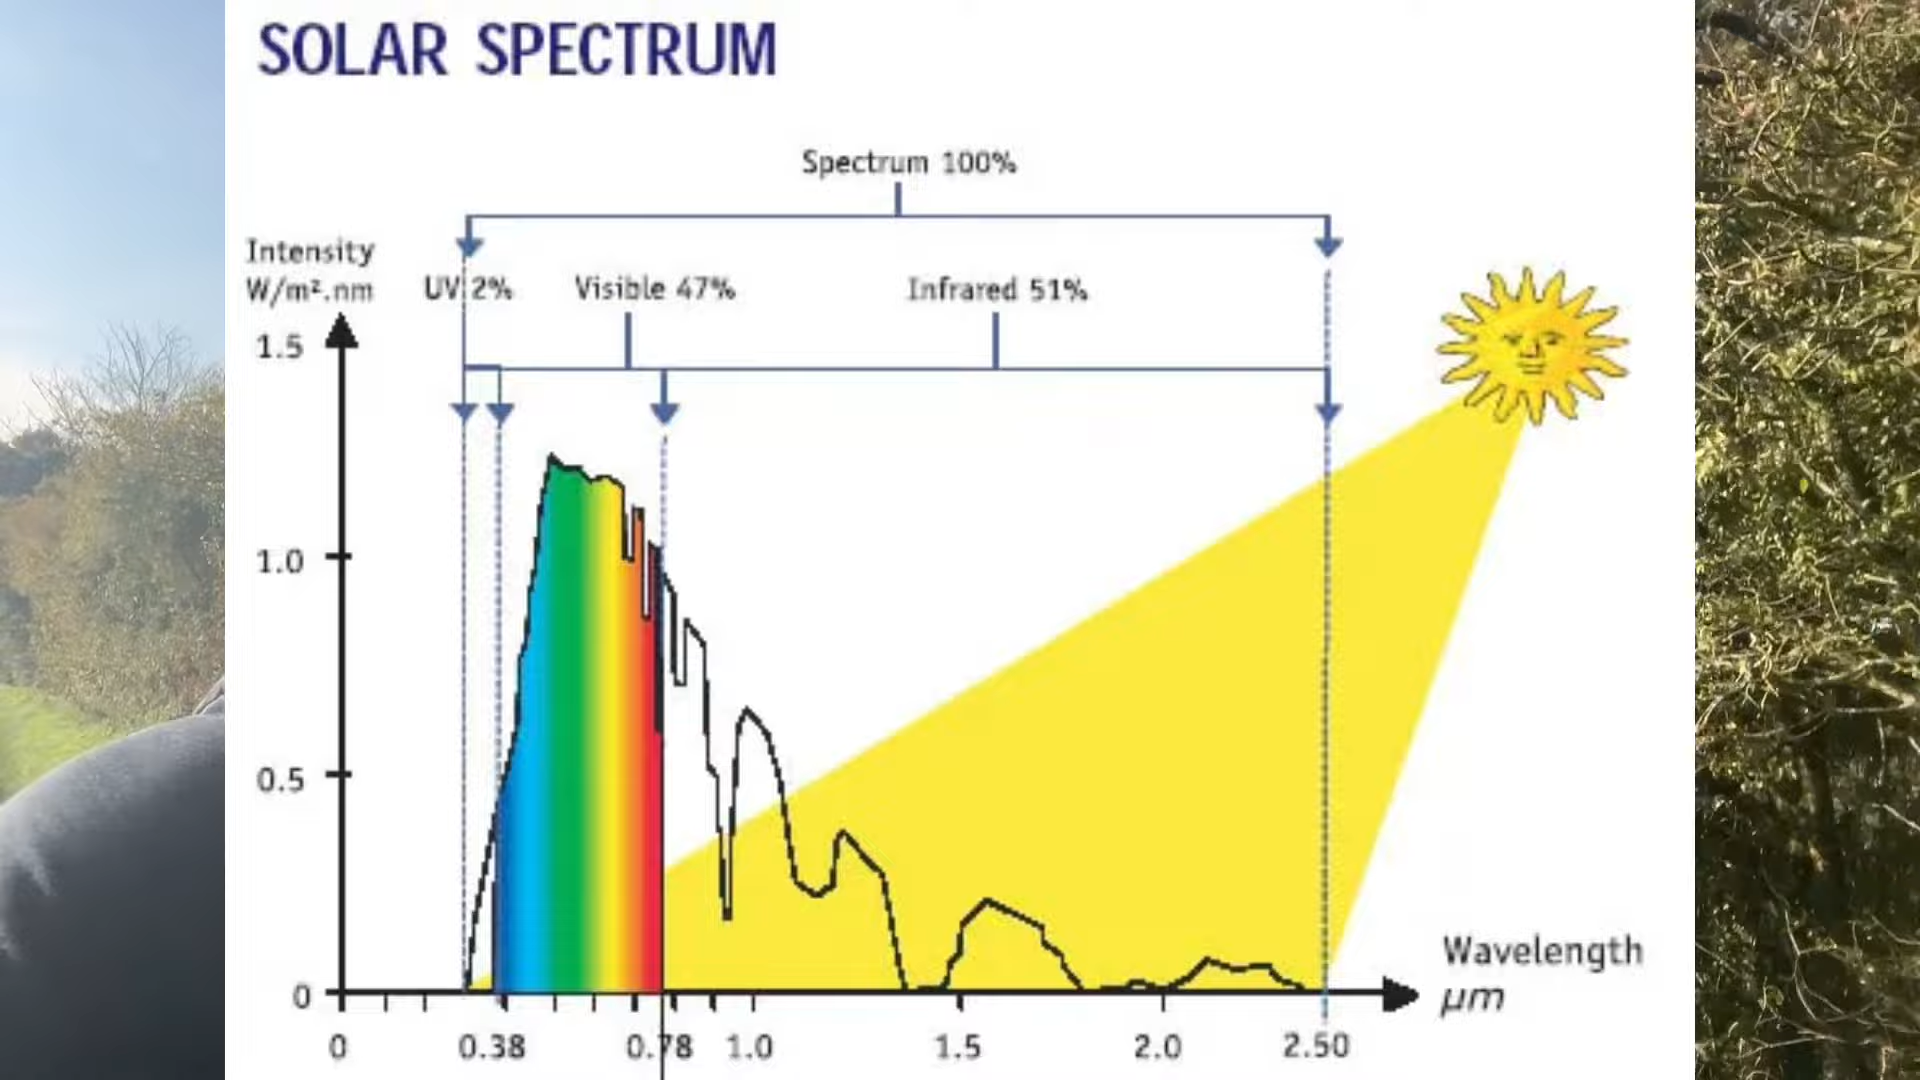 SOLAR SPECTRUM
Spectrum 100%
Intensity
W/m².nm
UV 2%
Visible 47%
Infrared 51%
1.5
1.0
0.5
0
Wavelength
µm
0
0.38
0.78
1.0
1.5
2.0
2.50